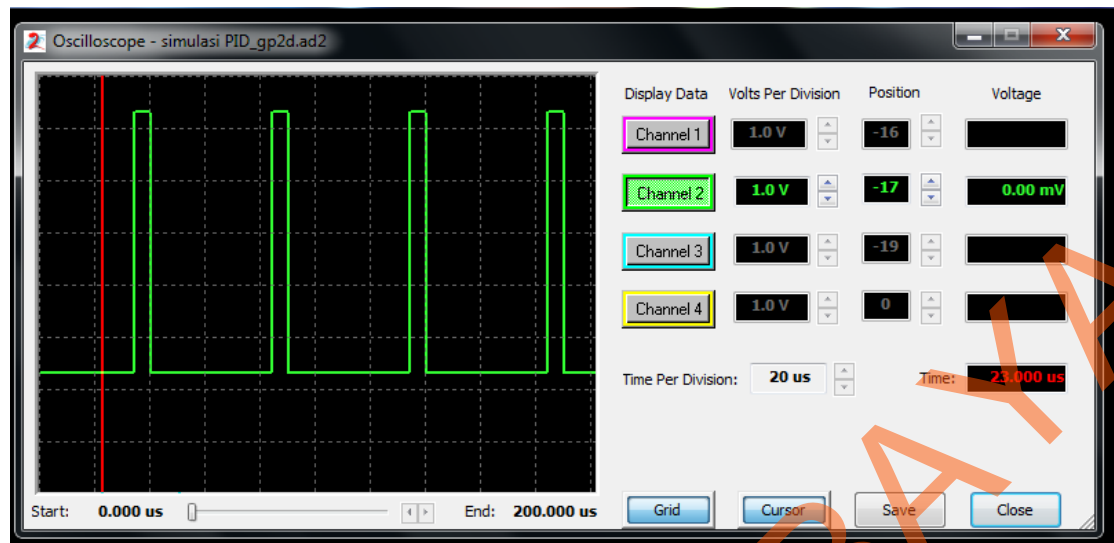 Oscilloscope - simulasi PID_gp2d.ad2
Display Data Volts Per Division Position Voltage
Channel 1 1.0 V -16
Channel 2 1.0 V -17 0.00 mV
Channel 3 1.0 V -19
Channel 4 1.0 V 0
Time Per Division: 20 us Time: 23.000 us
Start: 0.000 us End: 200.000 us Grid Cursor Save Close
AYA